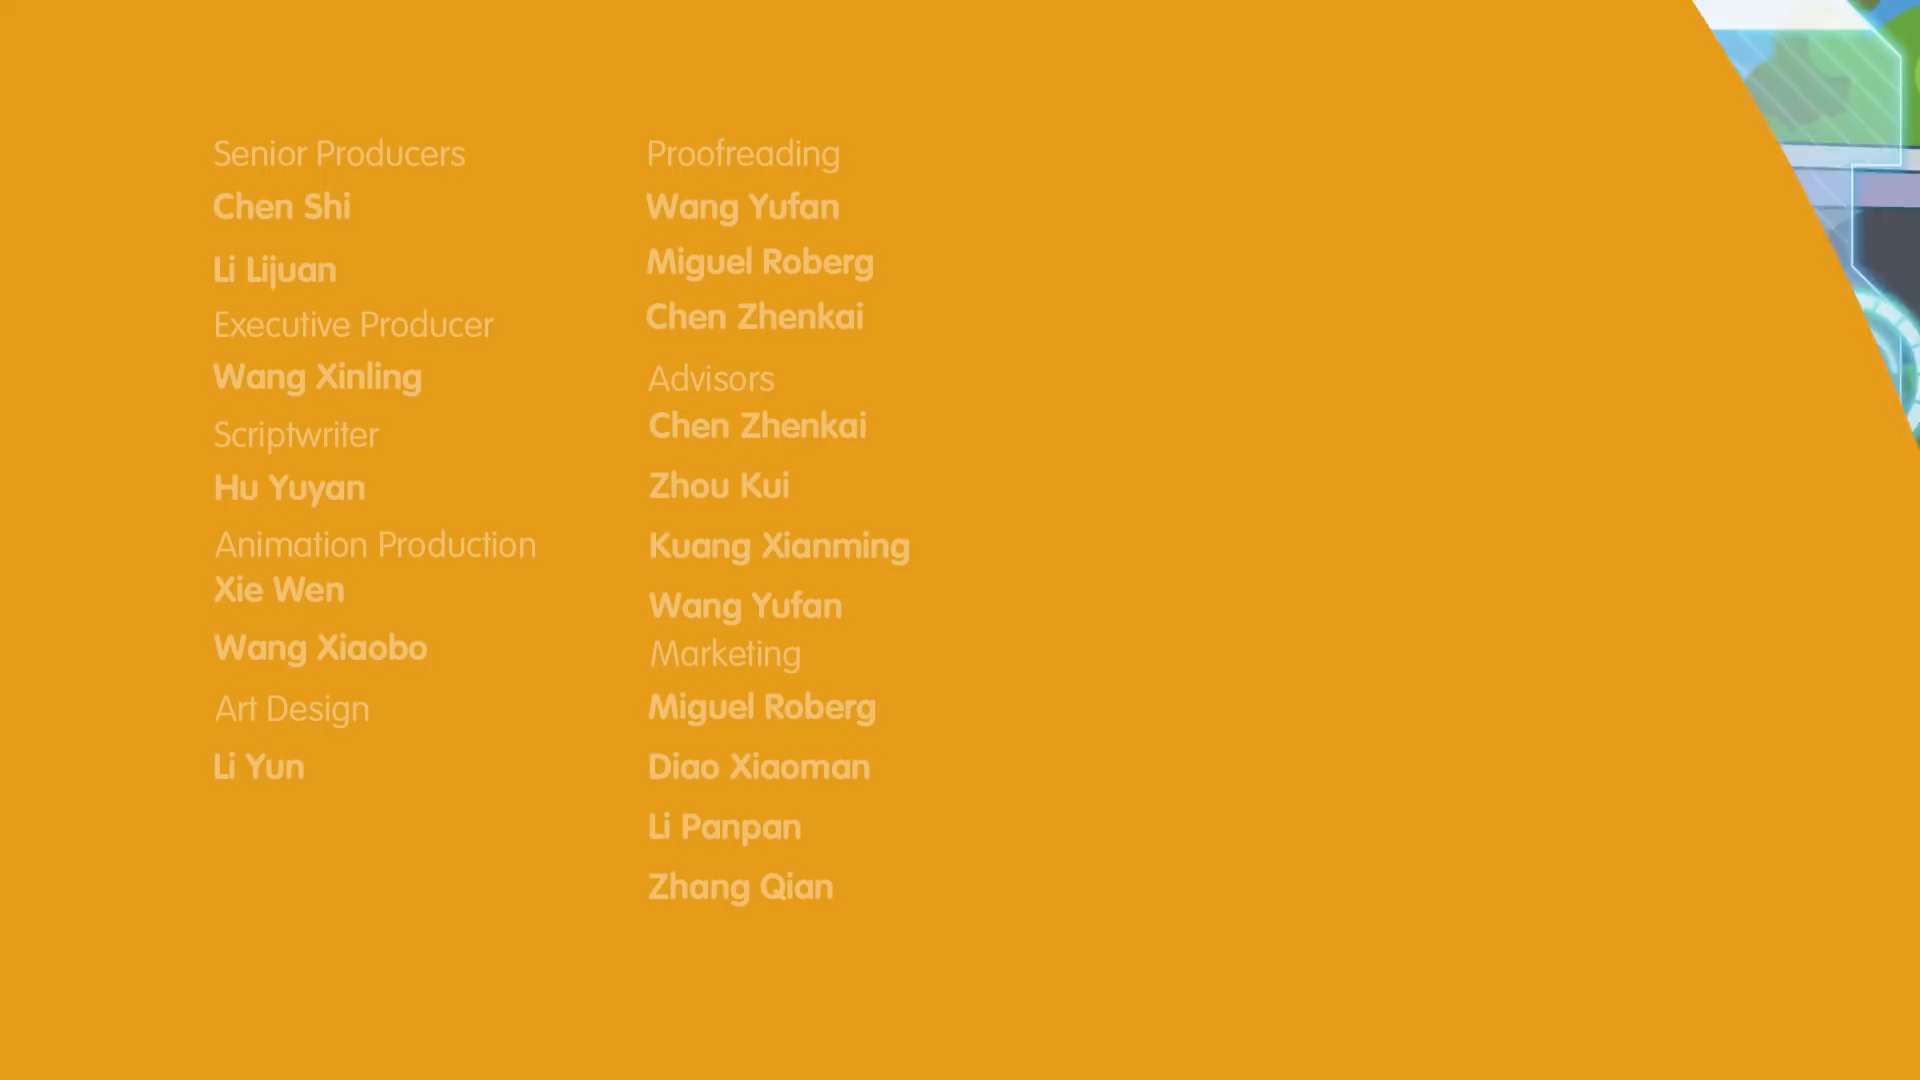 Senior Producers
Chen Shi
Li Lijuan
Executive Producer
Wang Xinling
Scriptwriter
Hu Yuyan
Animation Production
Xie Wen
Wang Xiaobo
Art Design
Li Yun
Proofreading
Wang Yufan
Miguel Roberg
Chen Zhenkai
Advisors
Chen Zhenkai
Zhou Kui
Kuang Xianming
Wang Yufan
Marketing
Miguel Roberg
Diao Xiaoman
Li Panpan
Zhang Qian